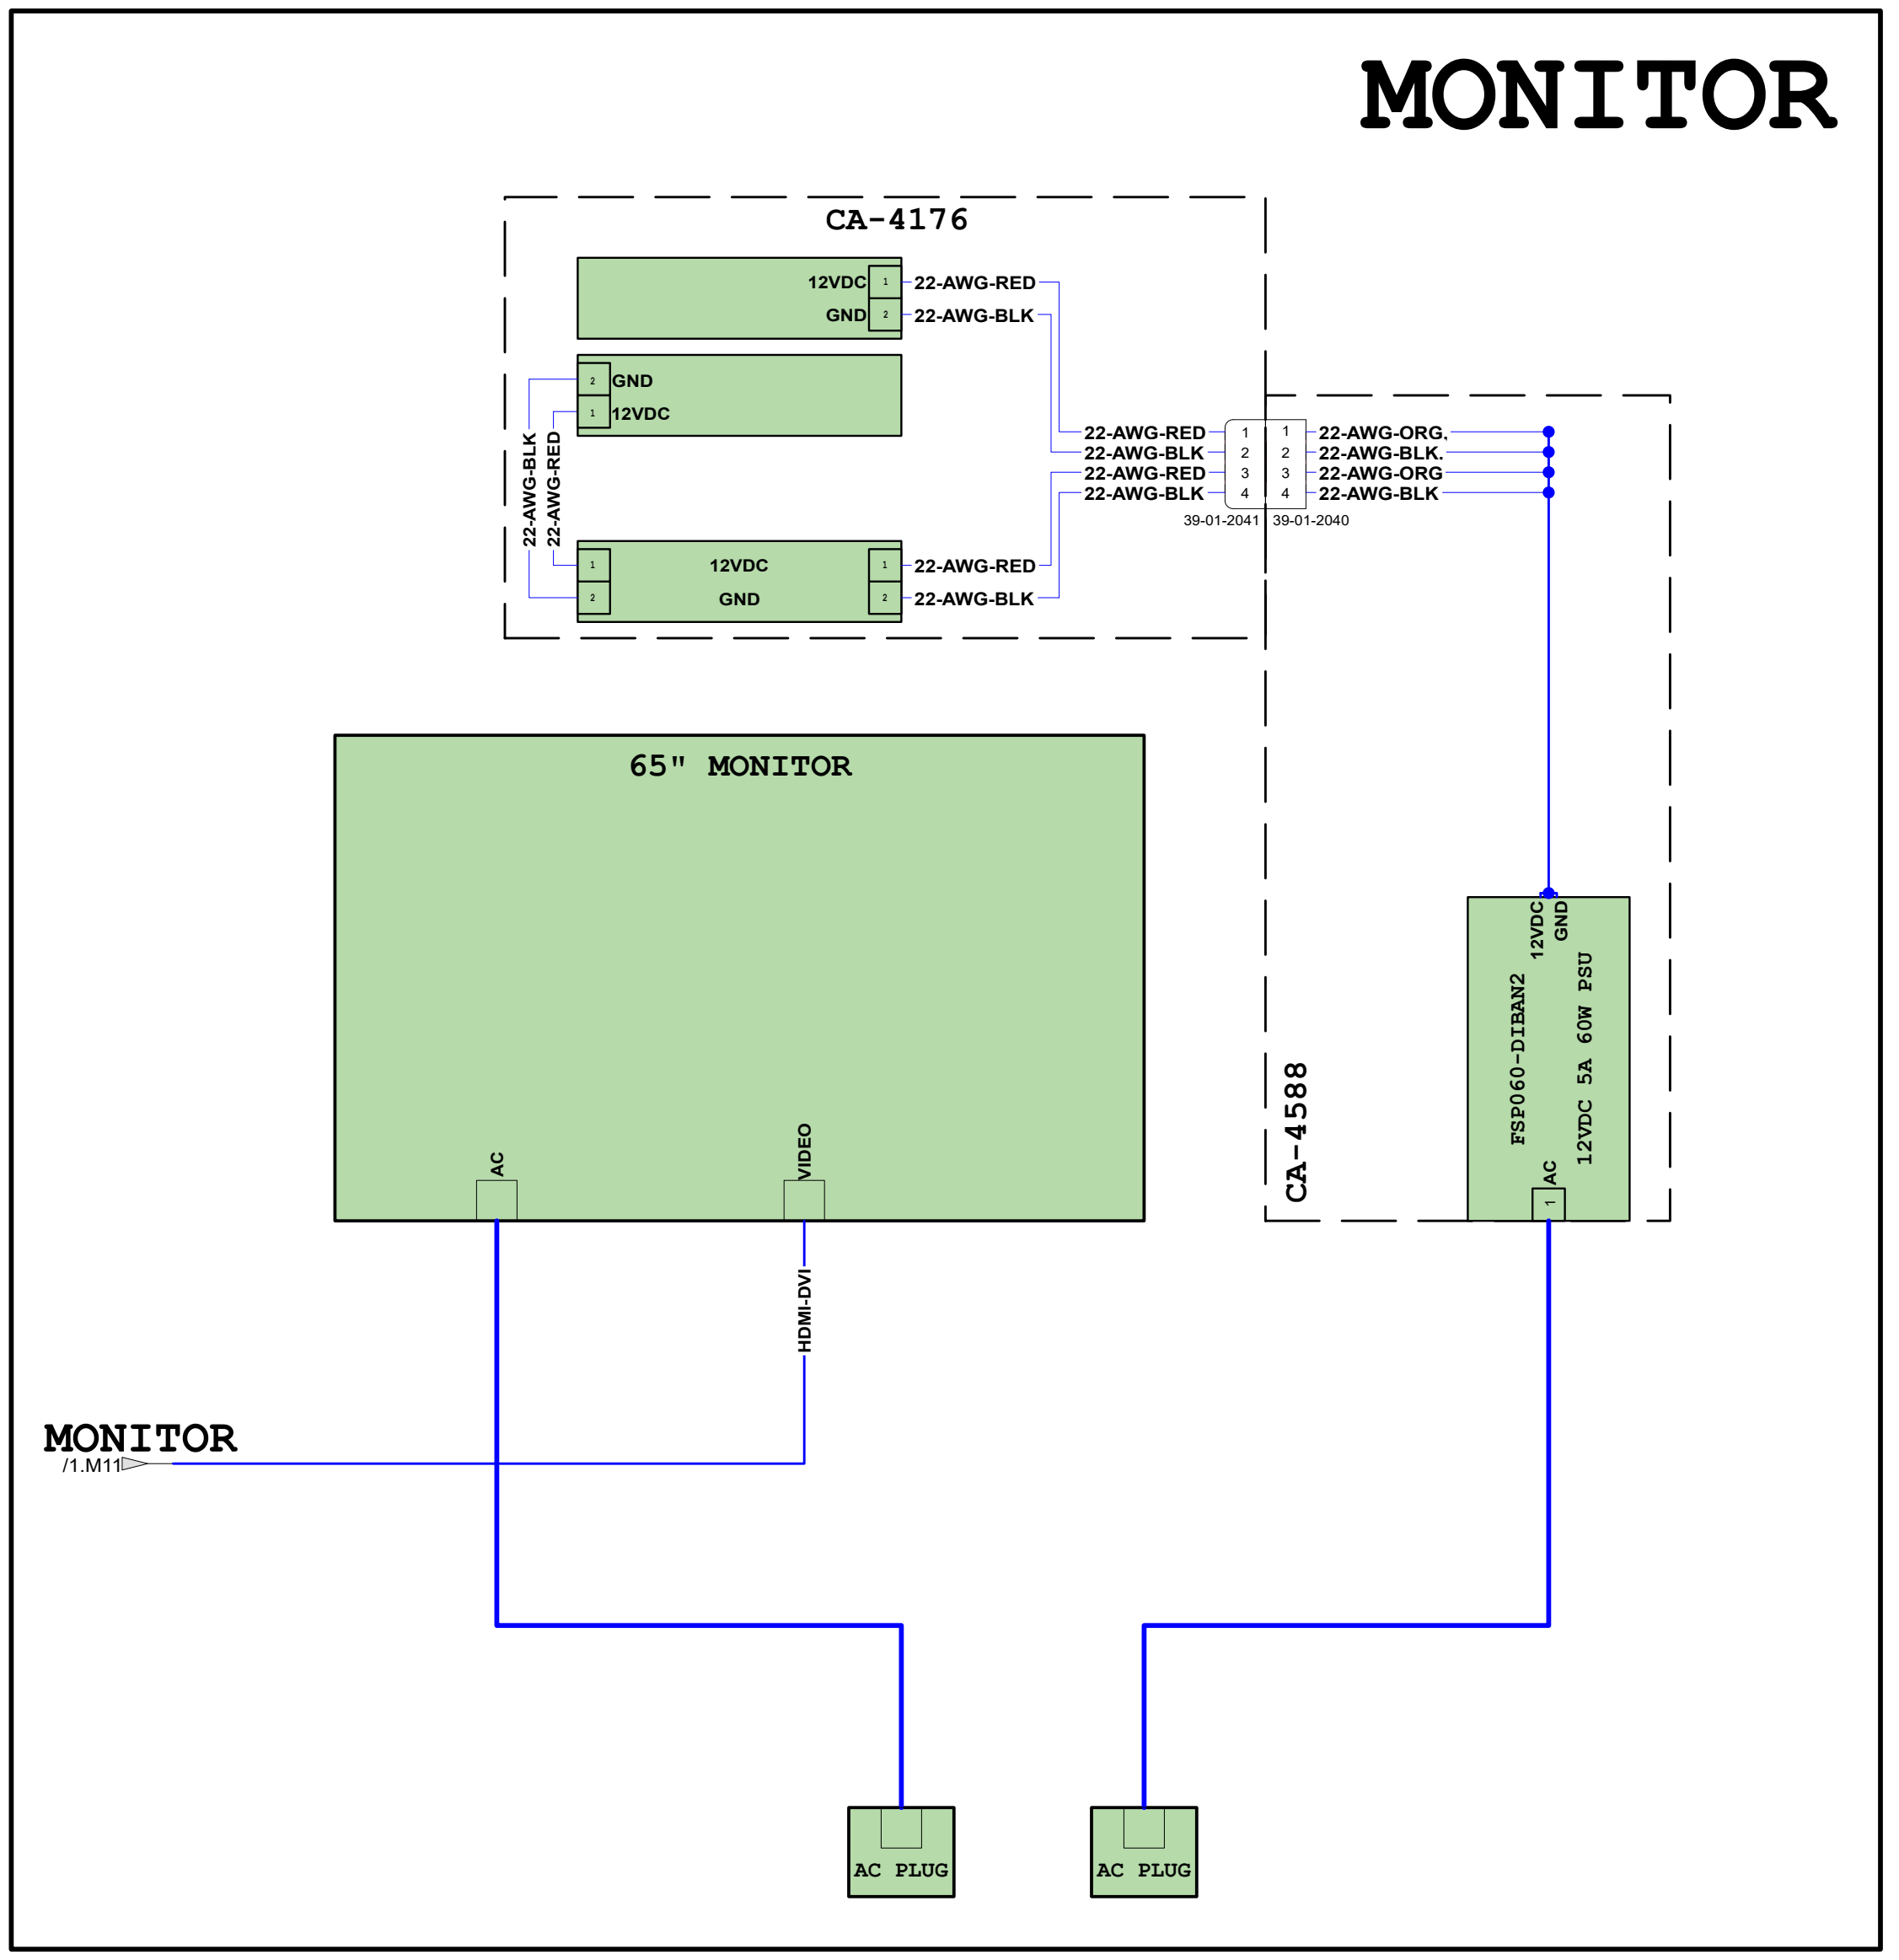 MONITOR
CA-4176
12VDC 1 22-AWG-RED
GND 2 22-AWG-BLK
2 GND
1 12VDC
22-AWG-BLK
22-AWG-RED
22-AWG-RED 1 1 22-AWG-ORG.
22-AWG-BLK 2 2 22-AWG-BLK.
22-AWG-RED 3 3 22-AWG-ORG
22-AWG-BLK 4 4 22-AWG-BLK
39-01-2041 39-01-2040
1 12VDC 1 22-AWG-RED
2 GND 2 22-AWG-BLK
65" MONITOR
AC
VIDEO
CA-4588
12VDC
GND
FSP060-DIBAN2
12VDC 5A 60W PSU
AC
1
HDMI-DVI
MONITOR
/1.M11
AC PLUG
AC PLUG